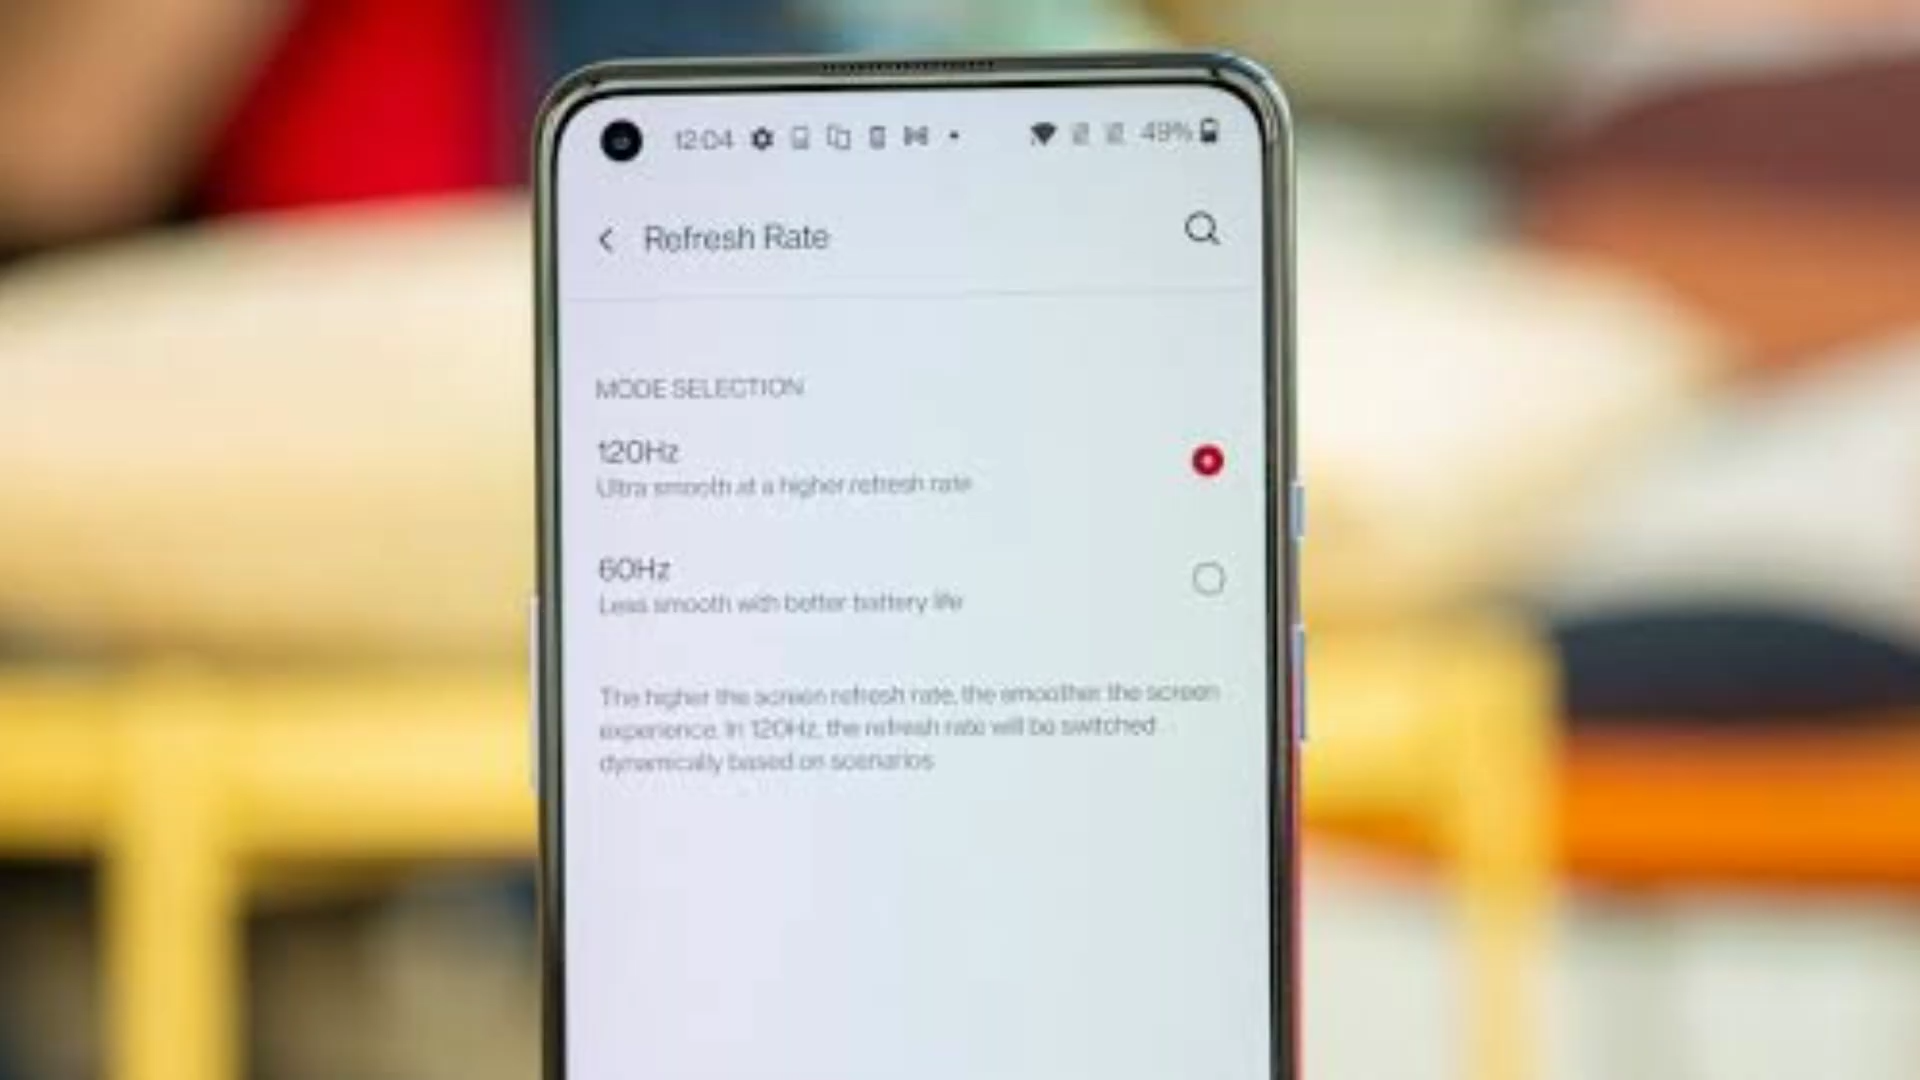 12:04 49%
Refresh Rate
MODE SELECTION
120Hz
Ultra smooth at a higher refresh rate
60Hz
Less smooth with better battery life
The higher the screen refresh rate, the smoother the screen
experience. In 120Hz, the refresh rate will be switched
dynamically based on scenarios